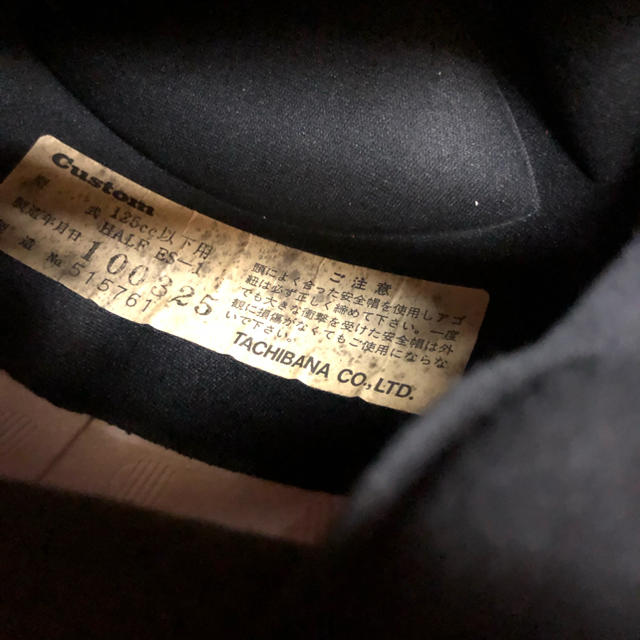 Custom
125cc以下用
型 式 HALF ES-1
製造年月日 100325
製造 № 515761
ご注意
頭によく合った安全帽を使用しアゴ
紐は必ず正しく締めて下さい。一度
でも大きな衝撃を受けた安全帽は外
観に損傷がなくてもご使用にならな
いで下さい。
TACHIBANA CO.,LTD.